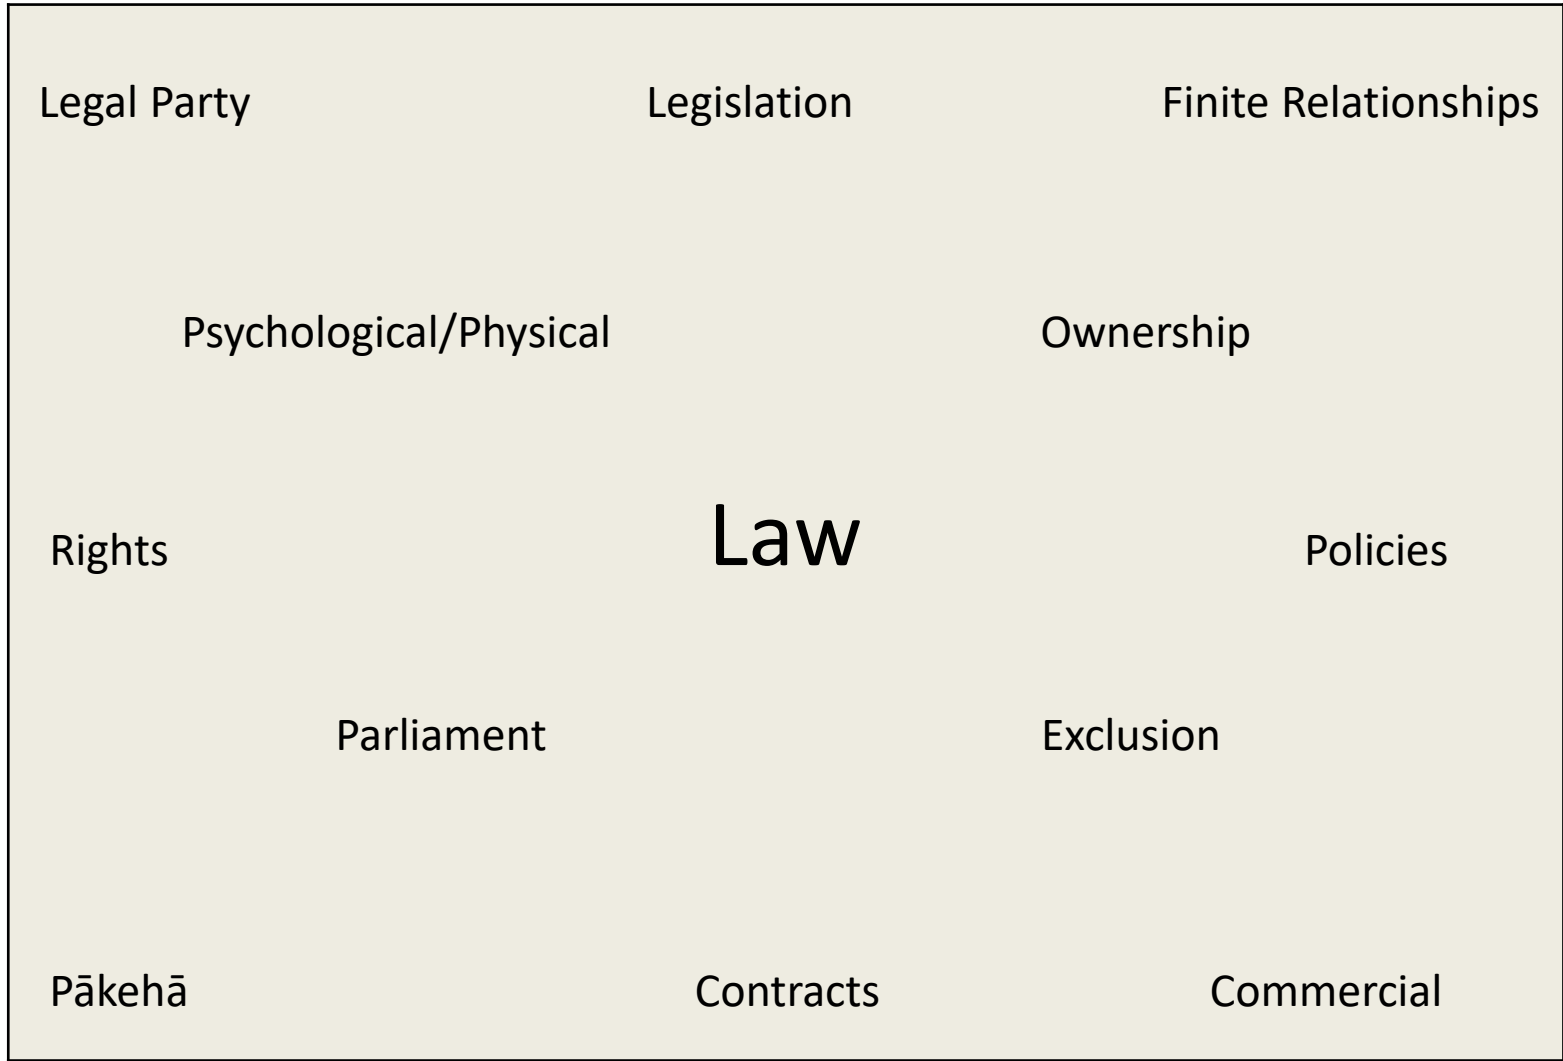 Legal Party Legislation Finite Relationships
Psychological/Physical Ownership
Rights Law Policies
Parliament Exclusion
Pākehā Contracts Commercial